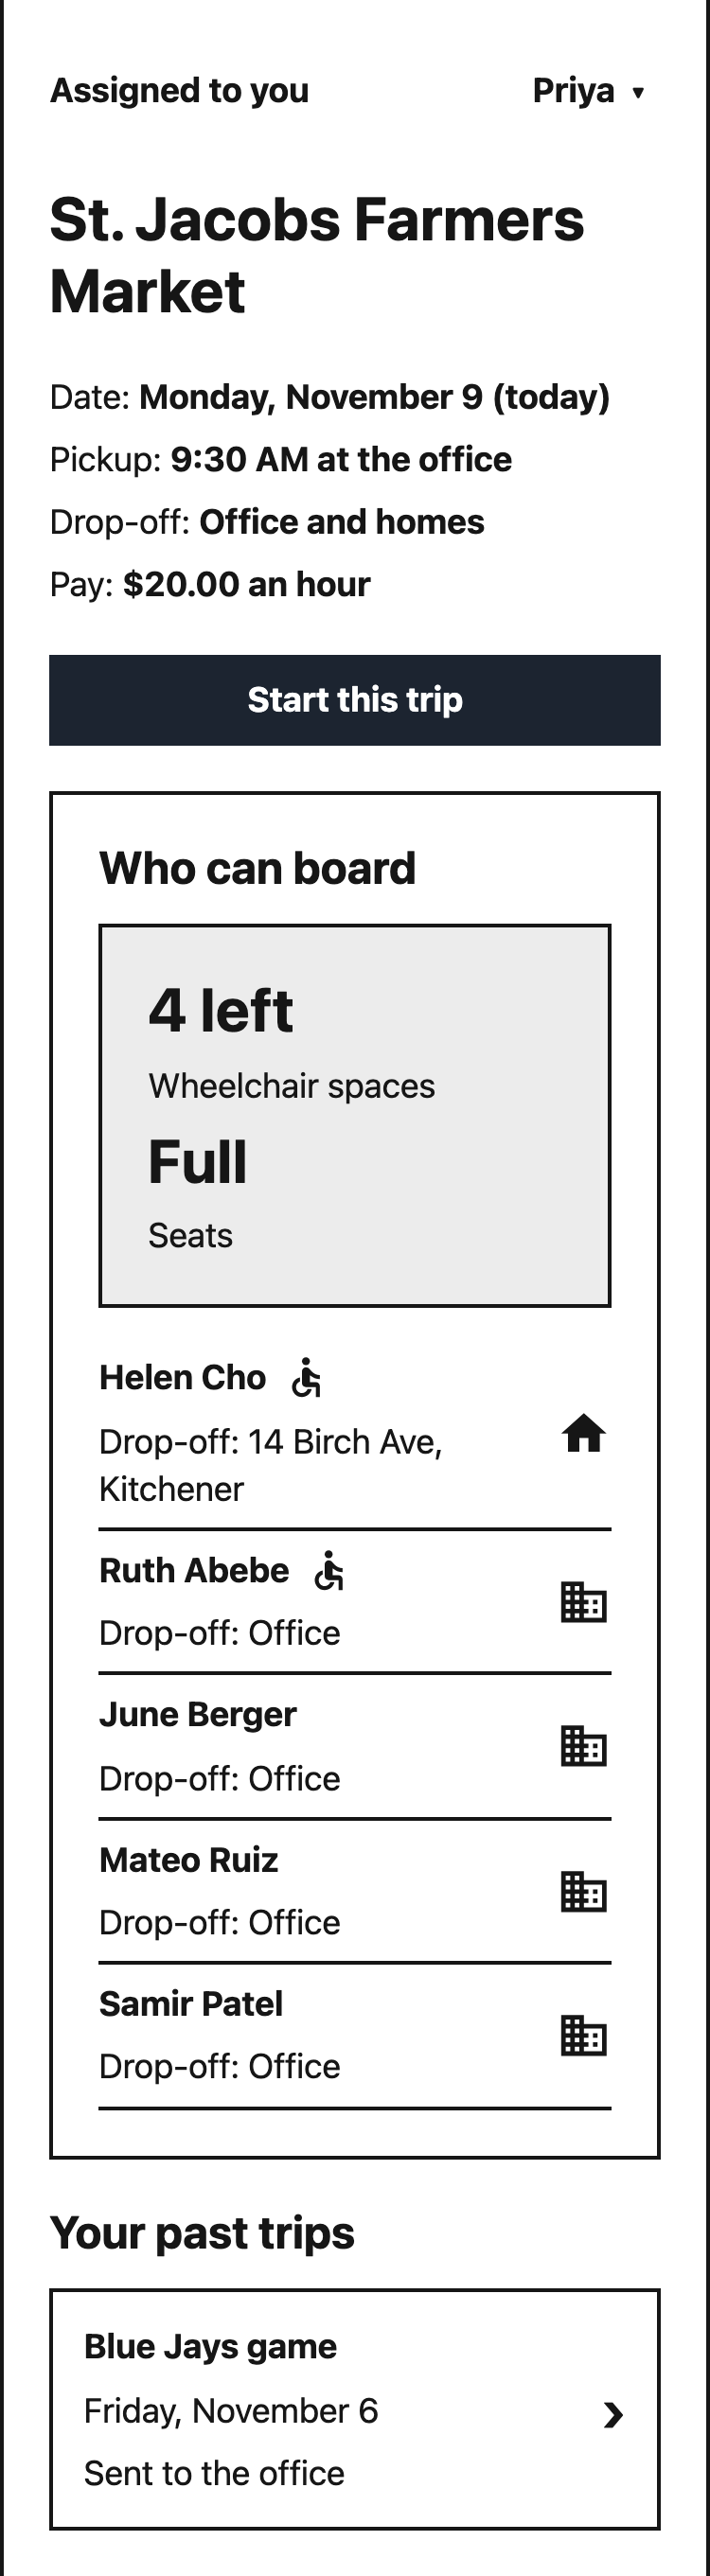 Assigned to you
Priya ▼
St. Jacobs Farmers
Market
Date: Monday, November 9 (today)
Pickup: 9:30 AM at the office
Drop-off: Office and homes
Pay: $20.00 an hour
Start this trip
Who can board
4 left
Wheelchair spaces
Full
Seats
Helen Cho
Drop-off: 14 Birch Ave,
Kitchener
Ruth Abebe
Drop-off: Office
June Berger
Drop-off: Office
Mateo Ruiz
Drop-off: Office
Samir Patel
Drop-off: Office
Your past trips
Blue Jays game
Friday, November 6
Sent to the office